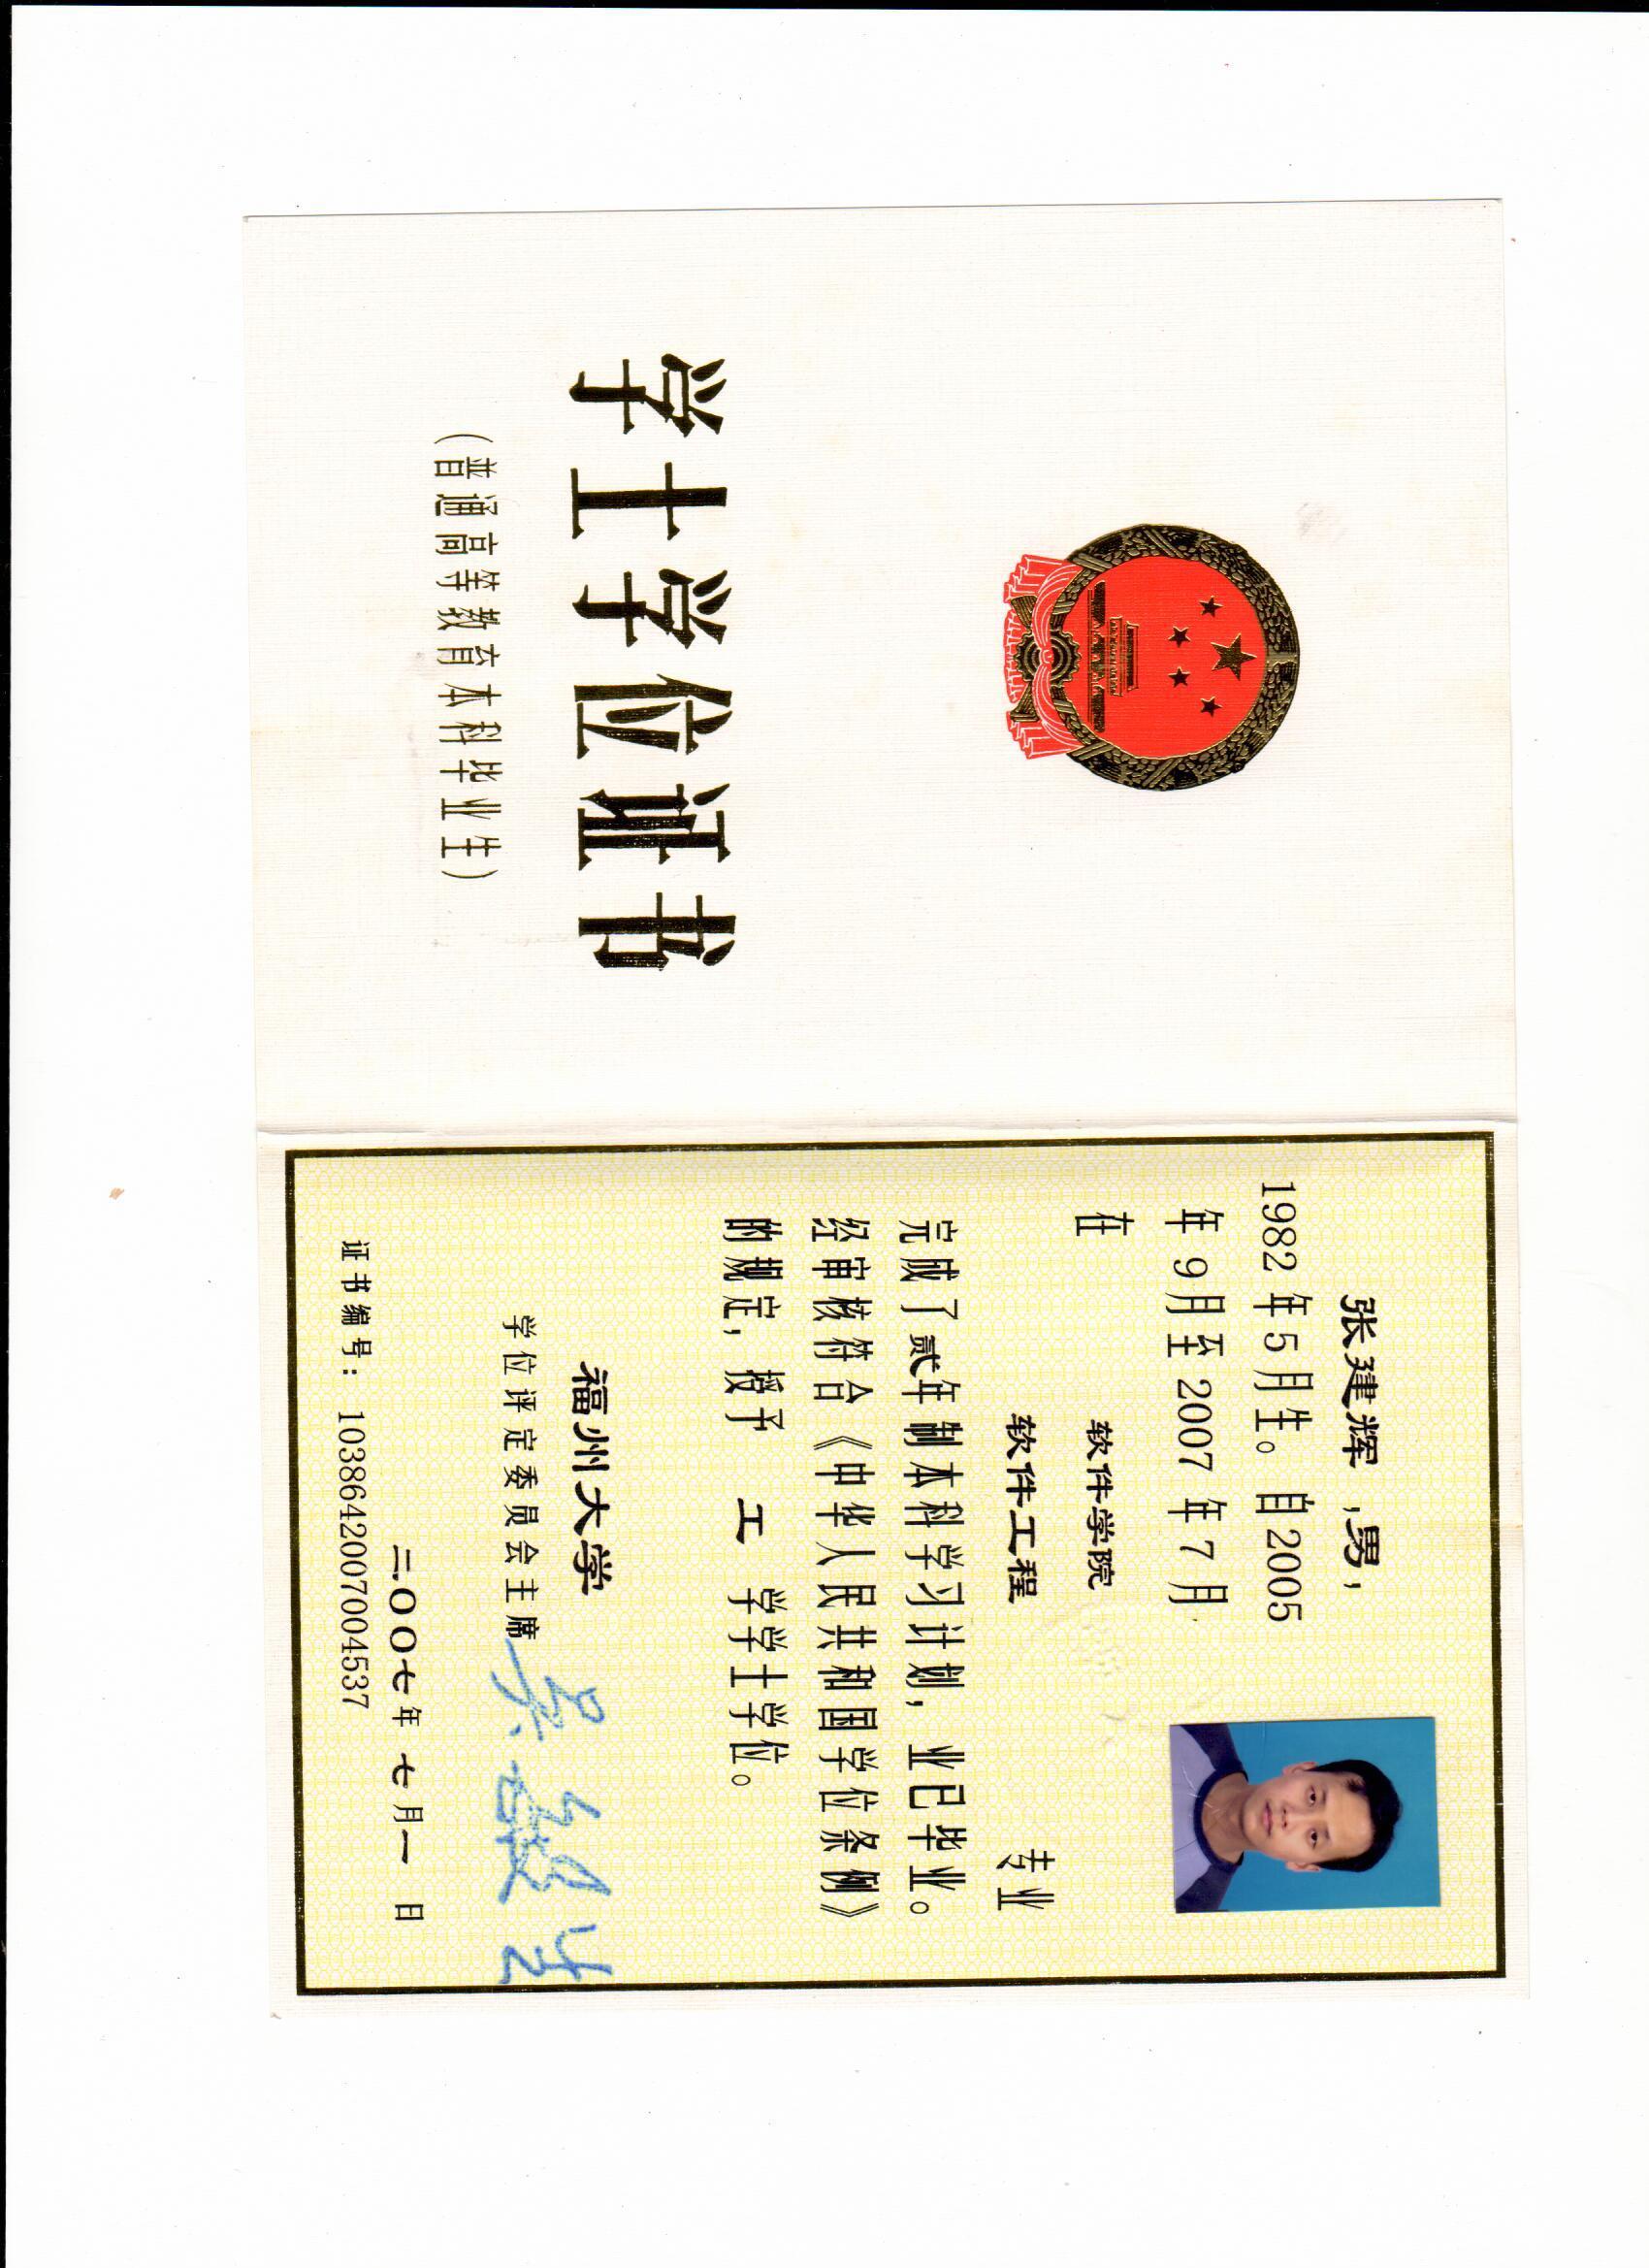 学士学位证书
(普通高等教育本科毕业生)
张建辉,男,
1982年5月生。自2005
年9月至2007年7月
在 软件学院
软件工程 专业
完成了贰年制本科学习计划,业已毕业。
经审核符合《中华人民共和国学位条例》
的规定,授予 工 学学士学位。
福州大学
学位评定委员会主席
二〇〇七年七月一日
证书编号:1038642007004537